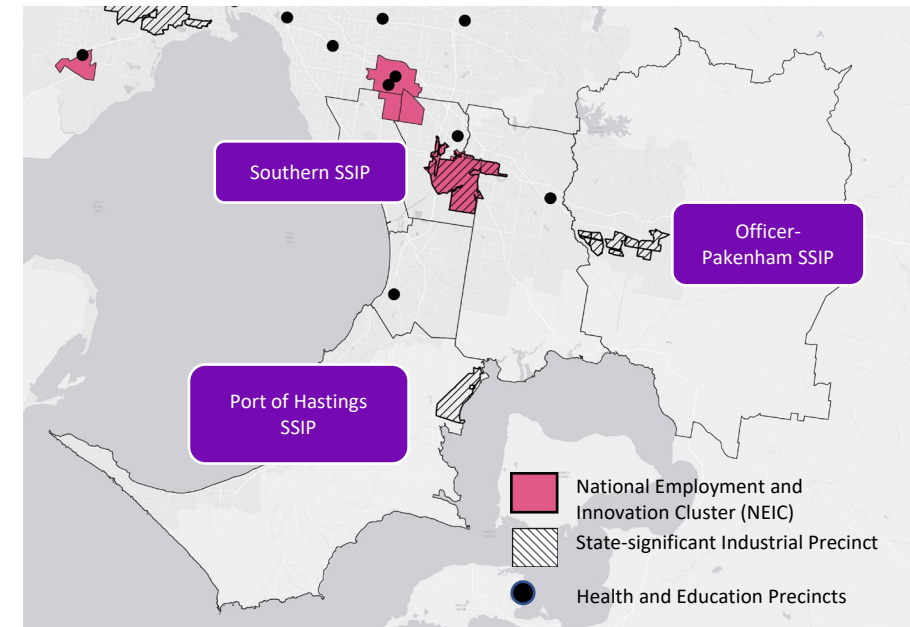 Southern SSIP
Officer-
Pakenham SSIP
Port of Hastings
SSIP
National Employment and
Innovation Cluster (NEIC)
State-significant Industrial Precinct
Health and Education Precincts